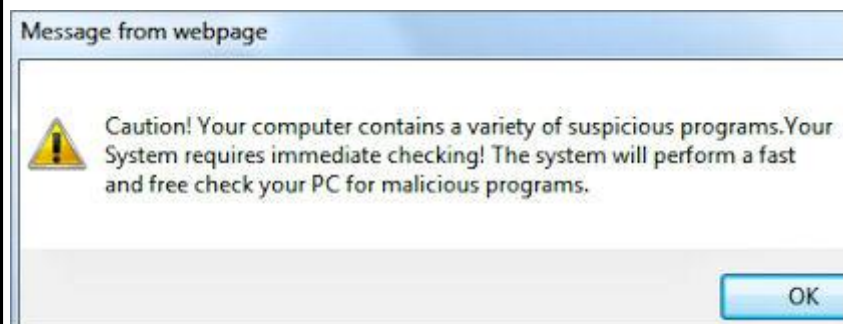 Message from webpage
Caution! Your computer contains a variety of suspicious programs.Your
System requires immediate checking! The system will perform a fast
and free check your PC for malicious programs.
OK